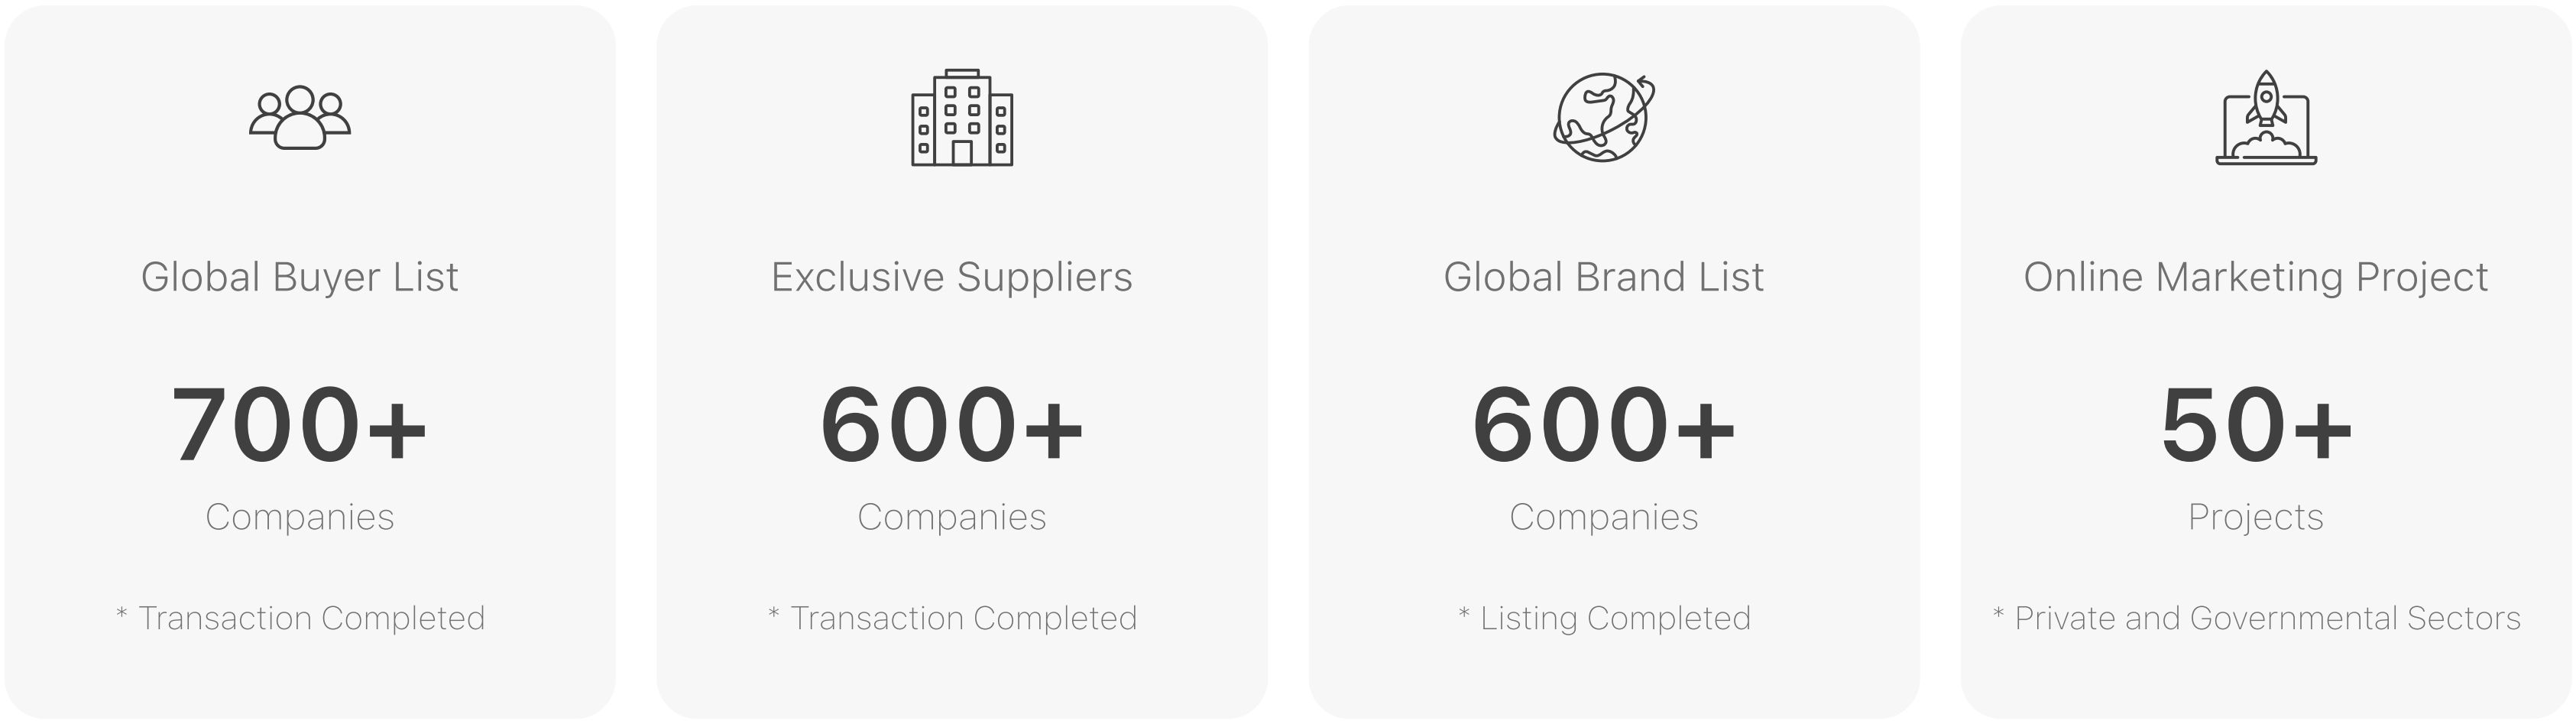 Global Buyer List
700+
Companies
* Transaction Completed
Exclusive Suppliers
600+
Companies
* Transaction Completed
Global Brand List
600+
Companies
* Listing Completed
Online Marketing Project
50+
Projects
* Private and Governmental Sectors